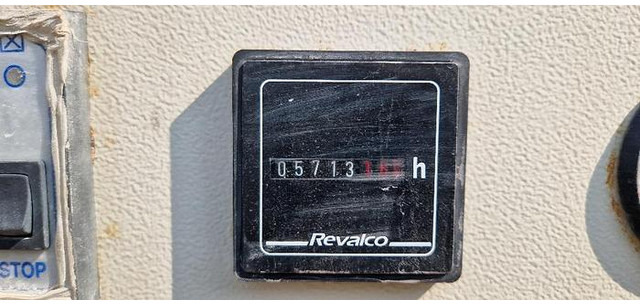 05713 h
Revalco
STOP